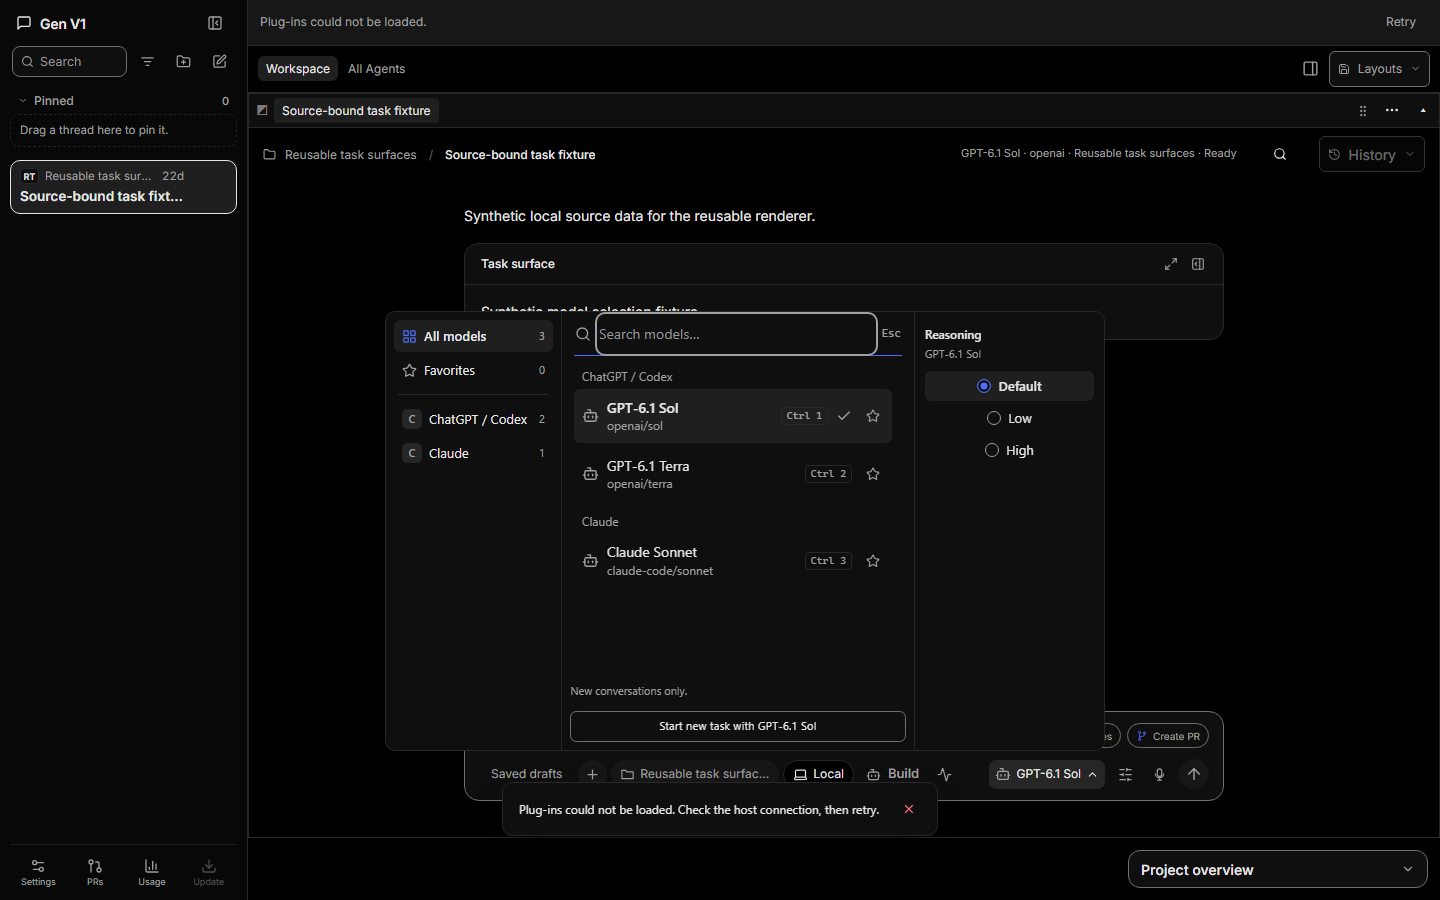 Gen V1
Search
Pinned
0
Drag a thread here to pin it.
RT Reusable task sur... 22d
Source-bound task fixt...
Settings
PRs
Usage
Update
Plug-ins could not be loaded.
Retry
Workspace
All Agents
Layouts
Source-bound task fixture
Reusable task surfaces / Source-bound task fixture
GPT-6.1 Sol · openai · Reusable task surfaces · Ready
History
Synthetic local source data for the reusable renderer.
Task surface
Synthetic model selection fixture
All models 3
Favorites 0
C ChatGPT / Codex 2
C Claude 1
Search models...
Esc
ChatGPT / Codex
GPT-6.1 Sol
openai/sol
Ctrl 1
GPT-6.1 Terra
openai/terra
Ctrl 2
Claude
Claude Sonnet
claude-code/sonnet
Ctrl 3
New conversations only.
Start new task with GPT-6.1 Sol
Reasoning
GPT-6.1 Sol
Default
Low
High
Create PR
Saved drafts
Reusable task surfac...
Local
Build
GPT-6.1 Sol
Plug-ins could not be loaded. Check the host connection, then retry.
Project overview